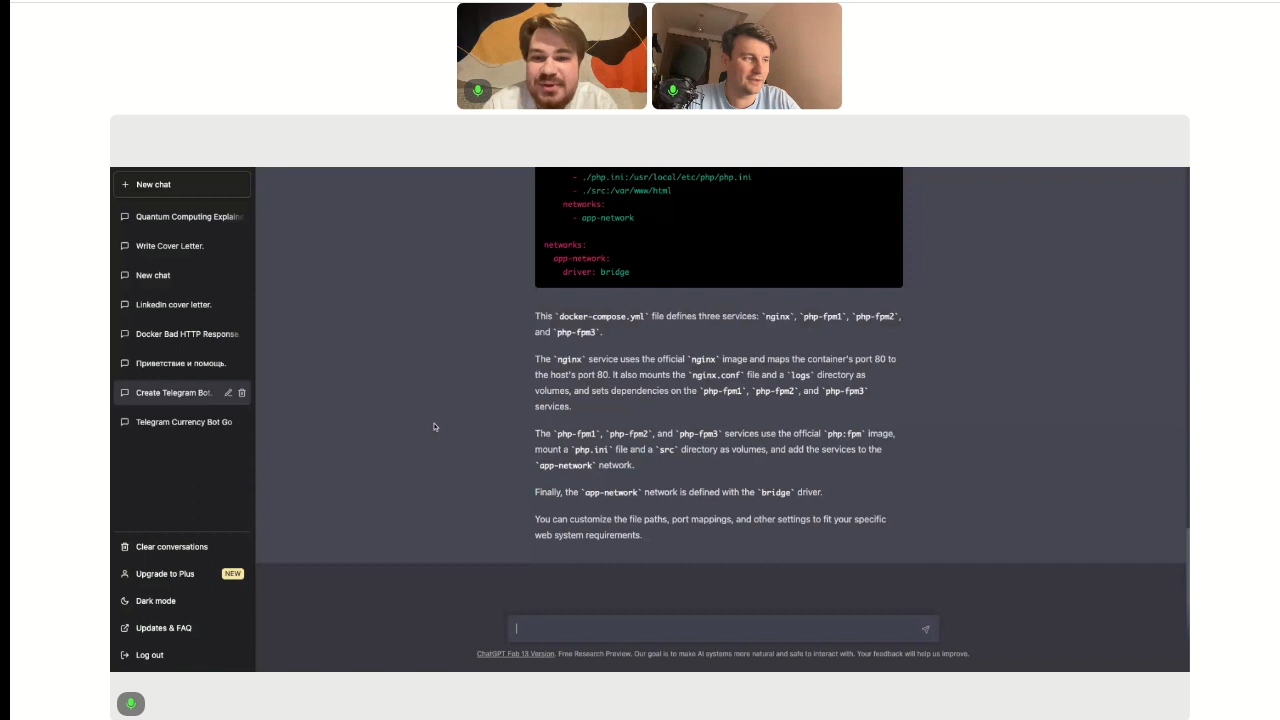 New chat
Quantum Computing Explain
Write Cover Letter.
New chat
LinkedIn cover letter.
Docker Bad HTTP Response
Приветствие и помощь.
Create Telegram Bot.
Telegram Currency Bot Go
Clear conversations
Upgrade to Plus NEW
Dark mode
Updates & FAQ
Log out
- ./php.ini:/usr/local/etc/php/php.ini
- ./src:/var/www/html
networks:
- app-network
networks:
app-network:
driver: bridge
This `docker-compose.yml` file defines three services: `nginx`, `php-fpm1`, `php-fpm2`,
and `php-fpm3`.
The `nginx` service uses the official `nginx` image and maps the container's port 80 to
the host's port 80. It also mounts the `nginx.conf` file and a `logs` directory as
volumes, and sets dependencies on the `php-fpm1`, `php-fpm2`, and `php-fpm3`
services.
The `php-fpm1`, `php-fpm2`, and `php-fpm3` services use the official `php:fpm` image,
mount a `php.ini` file and a `src` directory as volumes, and add the services to the
`app-network` network.
Finally, the `app-network` network is defined with the `bridge` driver.
You can customize the file paths, port mappings, and other settings to fit your specific
web system requirements.
ChatGPT Feb 13 Version. Free Research Preview. Our goal is to make AI systems more natural and safe to interact with. Your feedback will help us improve.